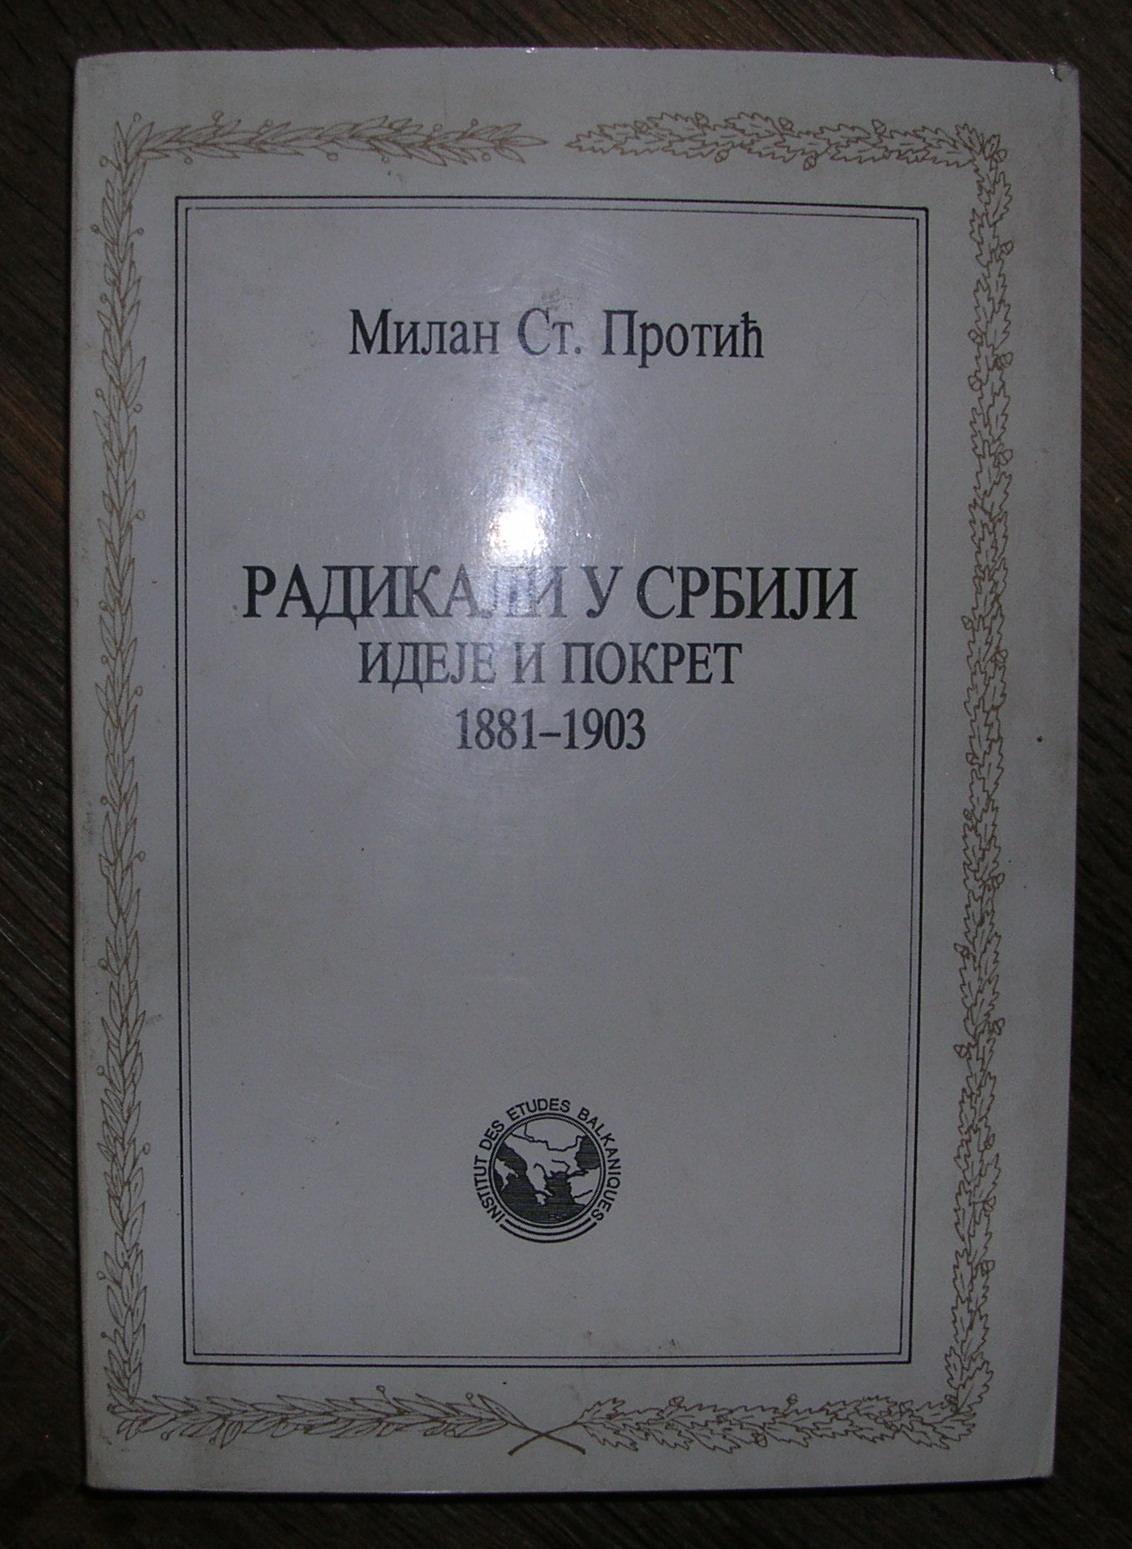 Милан Ст. Протић
РАДИКАЛИ У СРБИЈИ
ИДЕЈЕ И ПОКРЕТ
1881–1903
INSTITUT DES ETUDES BALKANIQUES